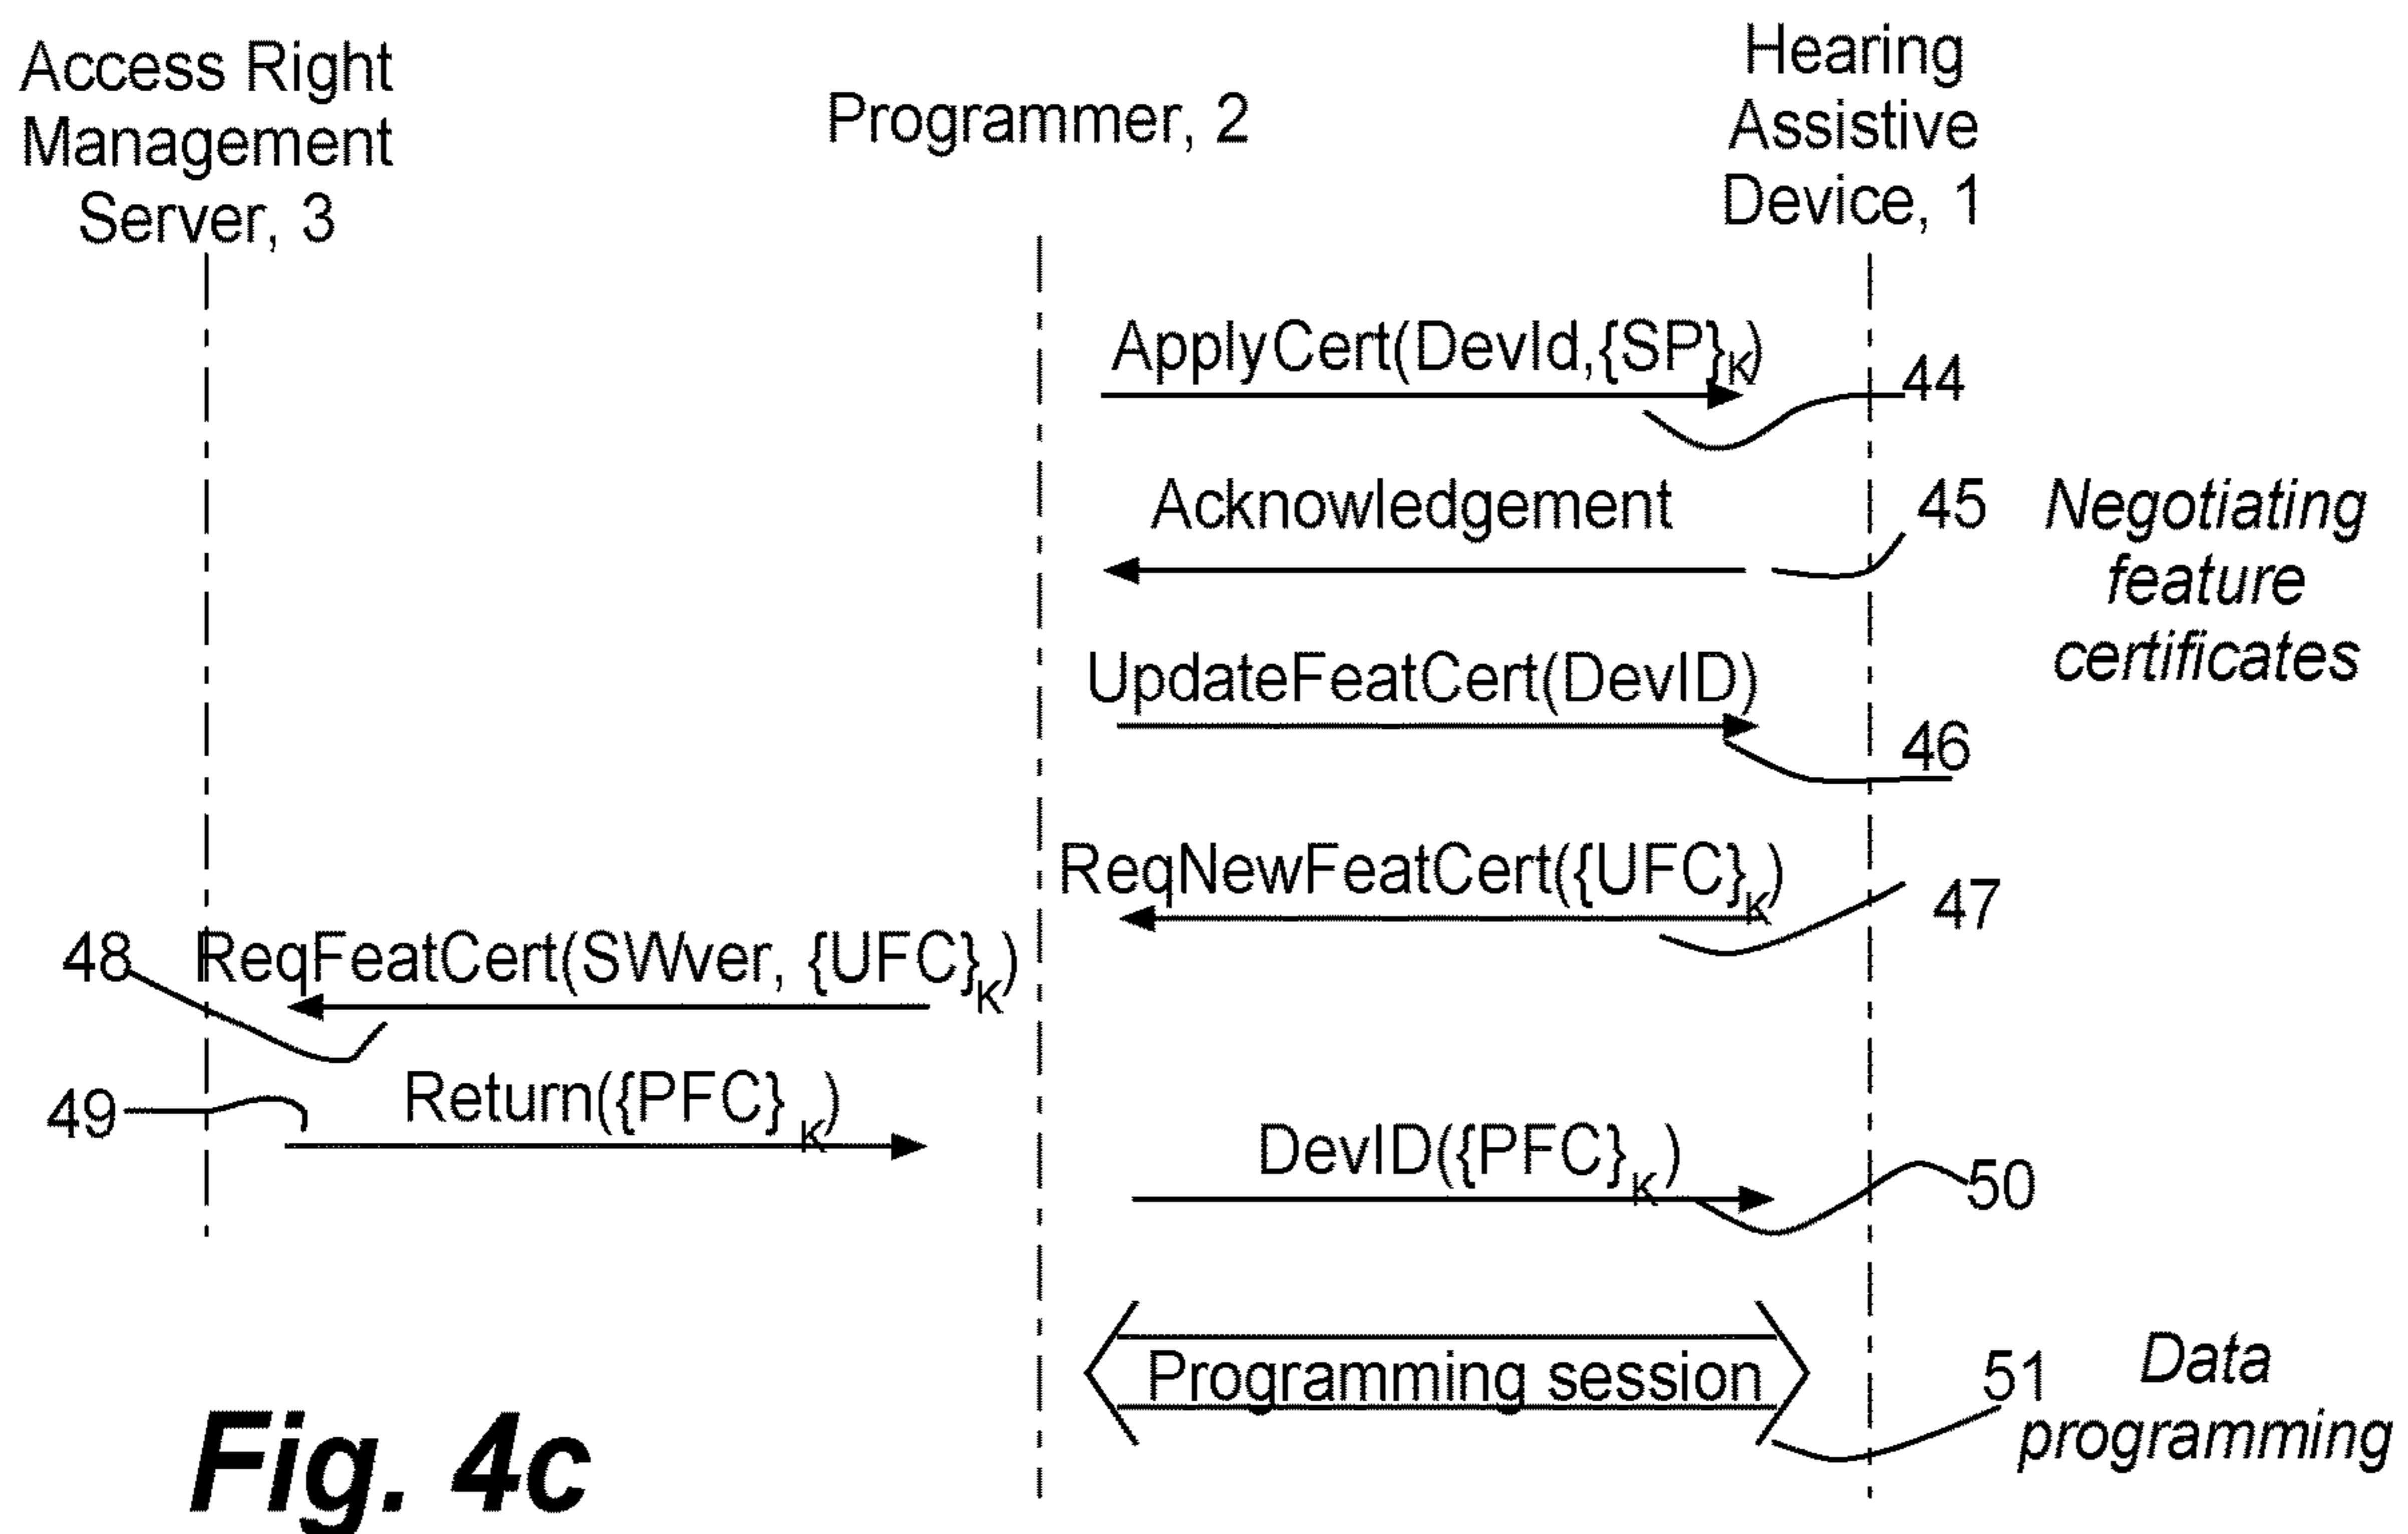 Access Right
Management
Server, 3
Programmer, 2
Hearing
Assistive
Device, 1
ApplyCert(DevId,{SP}K)
44
Acknowledgement
45
Negotiating
feature
certificates
UpdateFeatCert(DevID)
46
ReqNewFeatCert({UFC}K)
47
48
ReqFeatCert(SWver, {UFC}K)
49
Return({PFC}K)
DevID({PFC}K)
50
Programming session
51
Data
programming
Fig. 4c